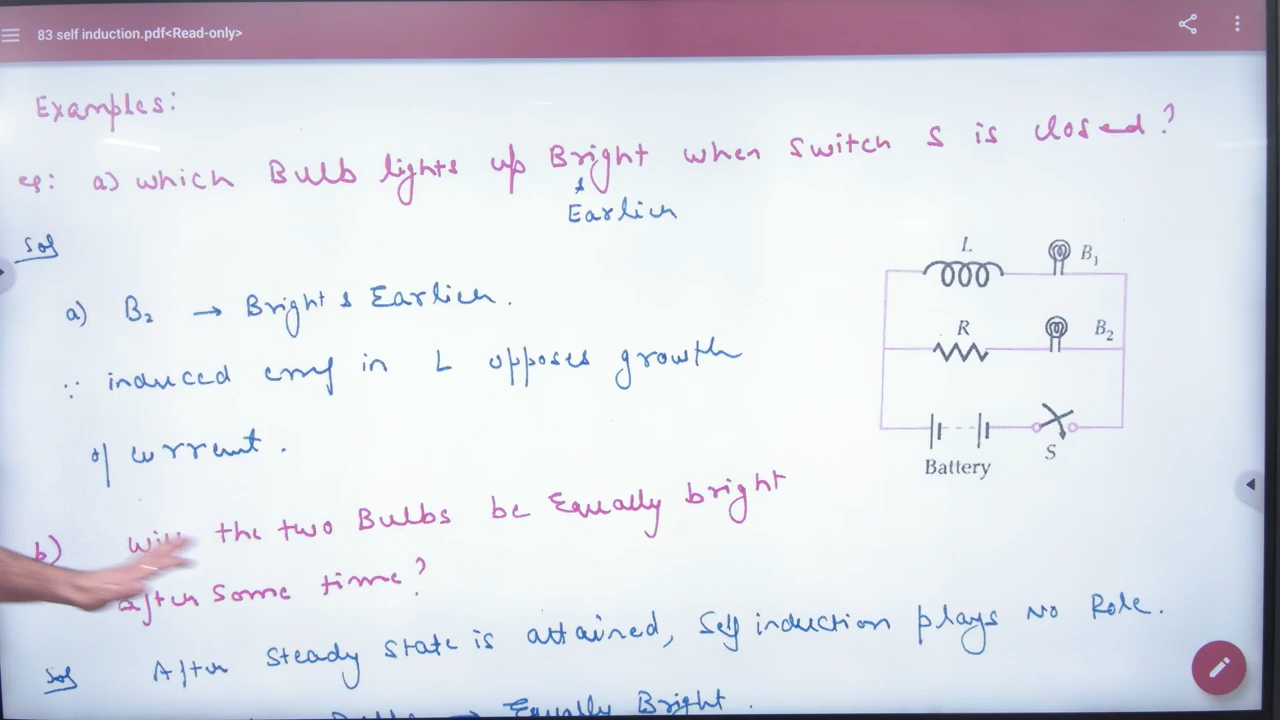 83 self induction.pdf<Read-only>
Examples:
eg: a) which Bulb lights up Bright when switch S is closed?
& Earlier
Sol
a) B₂ → Bright & Earlier.
∵ induced emf in L opposes growth
of current.
b) Will the two Bulbs be Equally bright
after some time?
Sol After steady state is attained, Self induction plays No Role.
Equally Bright.
L B₁
R B₂
Battery S